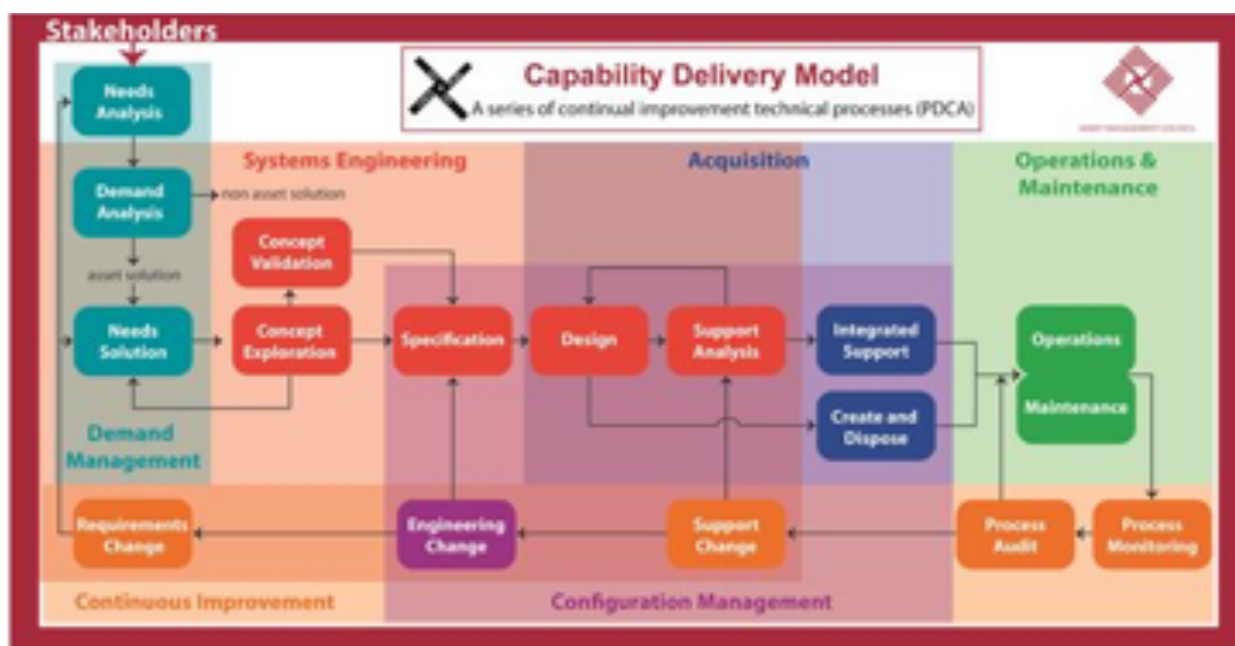 Stakeholders
Capability Delivery Model
A series of continual improvement technical processes (PDCA)
ASSET MANAGEMENT COUNCIL
Needs
Analysis
Systems Engineering
Acquisition
Operations &
Maintenance
Demand
Analysis
non asset solution
asset solution
Concept
Validation
Needs
Solution
Concept
Exploration
Specification
Design
Support
Analysis
Integrated
Support
Operations
Maintenance
Create and
Dispose
Demand
Management
Requirements
Change
Engineering
Change
Support
Change
Process
Audit
Process
Monitoring
Continuous Improvement
Configuration Management